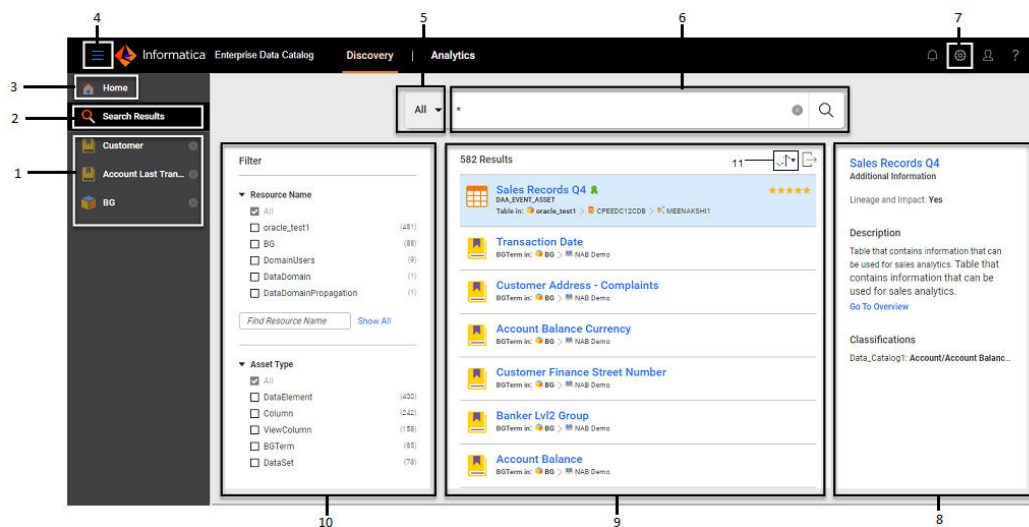 4
5
6
7
Informatica Enterprise Data Catalog Discovery | Analytics
?
3
Home
2
Search Results
1
Customer
Account Last Tran...
BG
All
*
Filter
Resource Name
All
oracle_test1 (481)
BG (88)
DomainUsers (9)
DataDomain (1)
DataDomainPropagation (1)
Find Resource Name Show All
Asset Type
All
DataElement (400)
Column (242)
ViewColumn (158)
BGTerm (85)
DataSet (78)
582 Results
11
Sales Records Q4
DAA_EVENT_ASSET
Table in: oracle_test1 > CPEEDC12CDB > MEENAKSHI1
Transaction Date
BGTerm in: BG > NAB Demo
Customer Address - Complaints
BGTerm in: BG > NAB Demo
Account Balance Currency
BGTerm in: BG > NAB Demo
Customer Finance Street Number
BGTerm in: BG > NAB Demo
Banker Lvl2 Group
BGTerm in: BG > NAB Demo
Account Balance
BGTerm in: BG > NAB Demo
Sales Records Q4
Additional Information
Lineage and Impact: Yes
Description
Table that contains information that can
be used for sales analytics. Table that
contains information that can be
used for sales analytics.
Go To Overview
Classifications
Data_Catalog1: Account/Account Balanc...
10
9
8